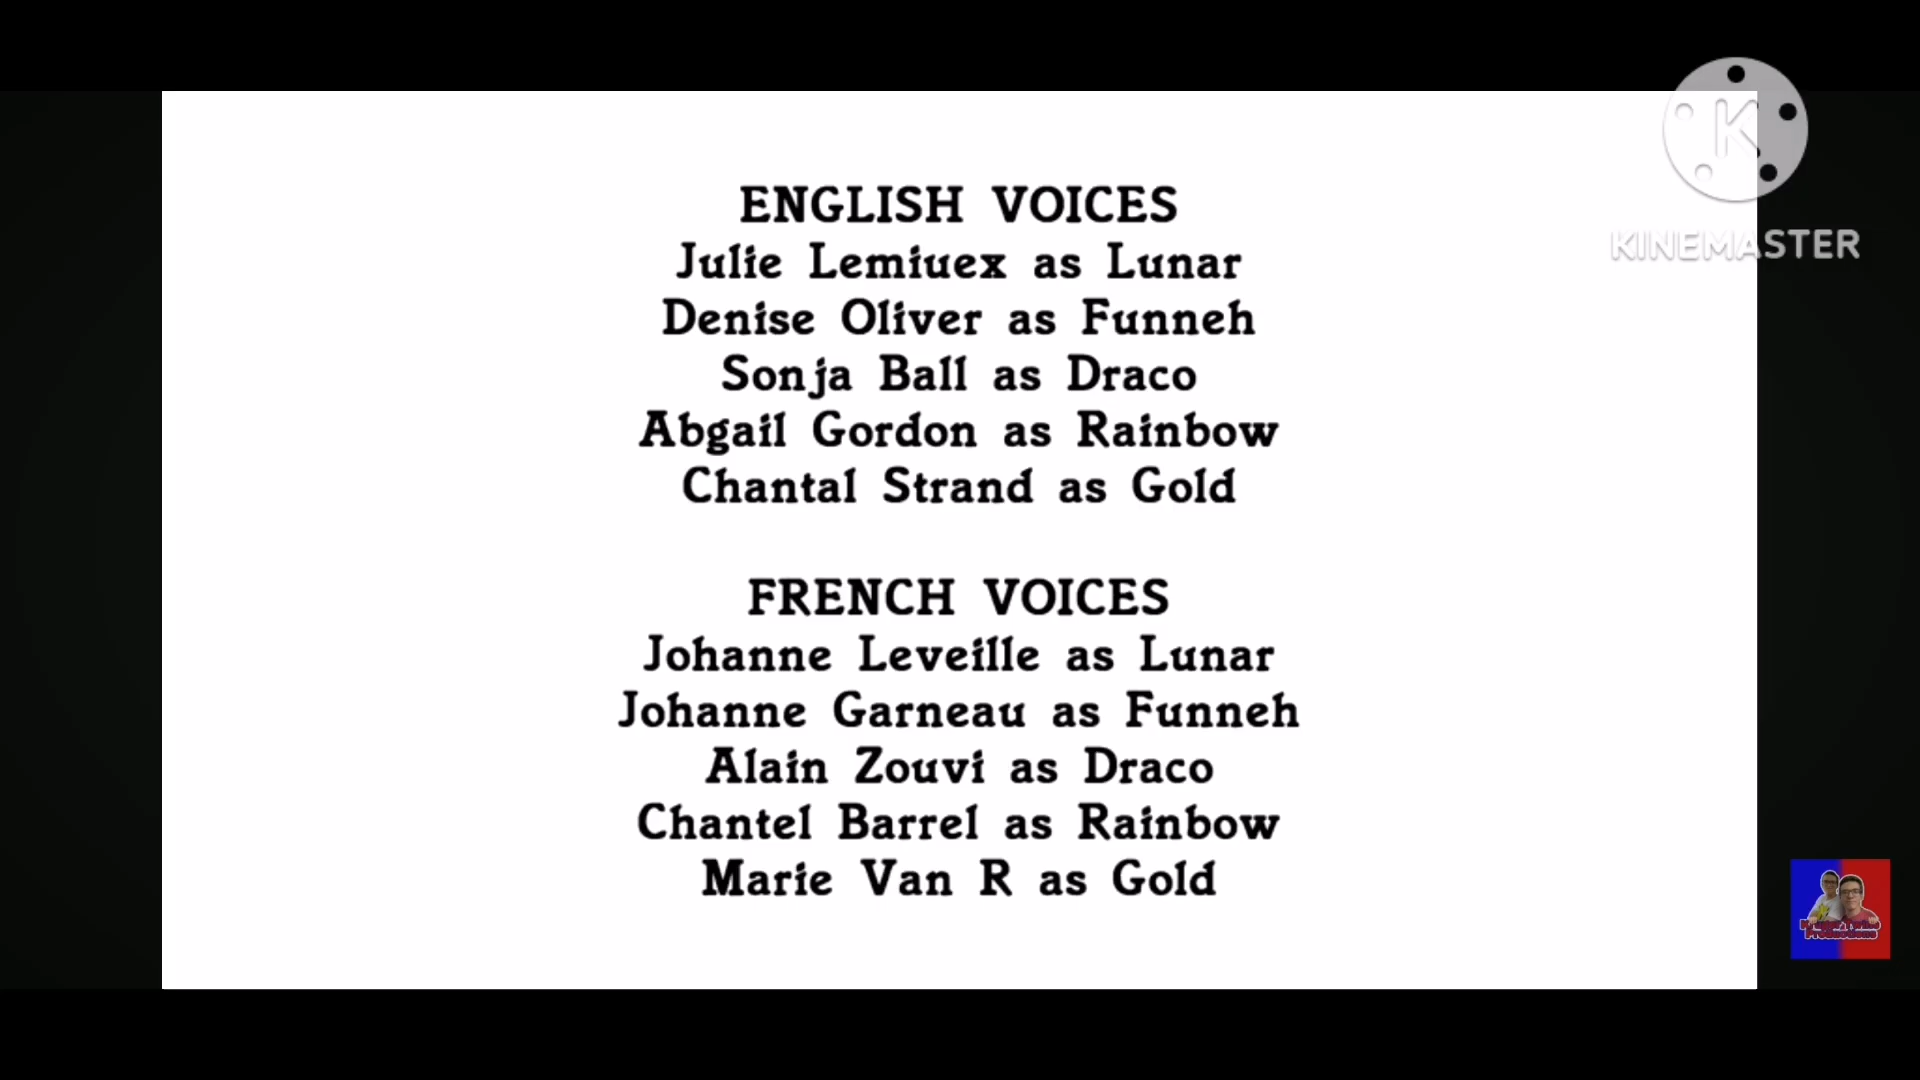 ENGLISH VOICES
Julie Lemiuex as Lunar
Denise Oliver as Funneh
Sonja Ball as Draco
Abgail Gordon as Rainbow
Chantal Strand as Gold
FRENCH VOICES
Johanne Leveille as Lunar
Johanne Garneau as Funneh
Alain Zouvi as Draco
Chantel Barrel as Rainbow
Marie Van R as Gold
K
KINEMASTER